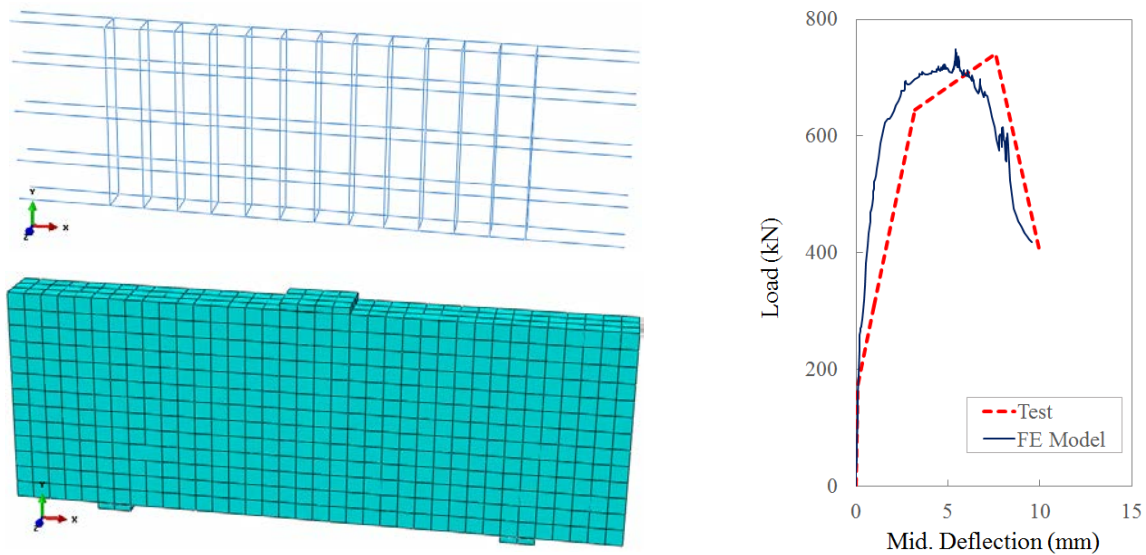 Y
Z X
Y
Z X
800
600
400
200
0
0 5 10 15
Load (kN)
Mid. Deflection (mm)
Test
FE Model